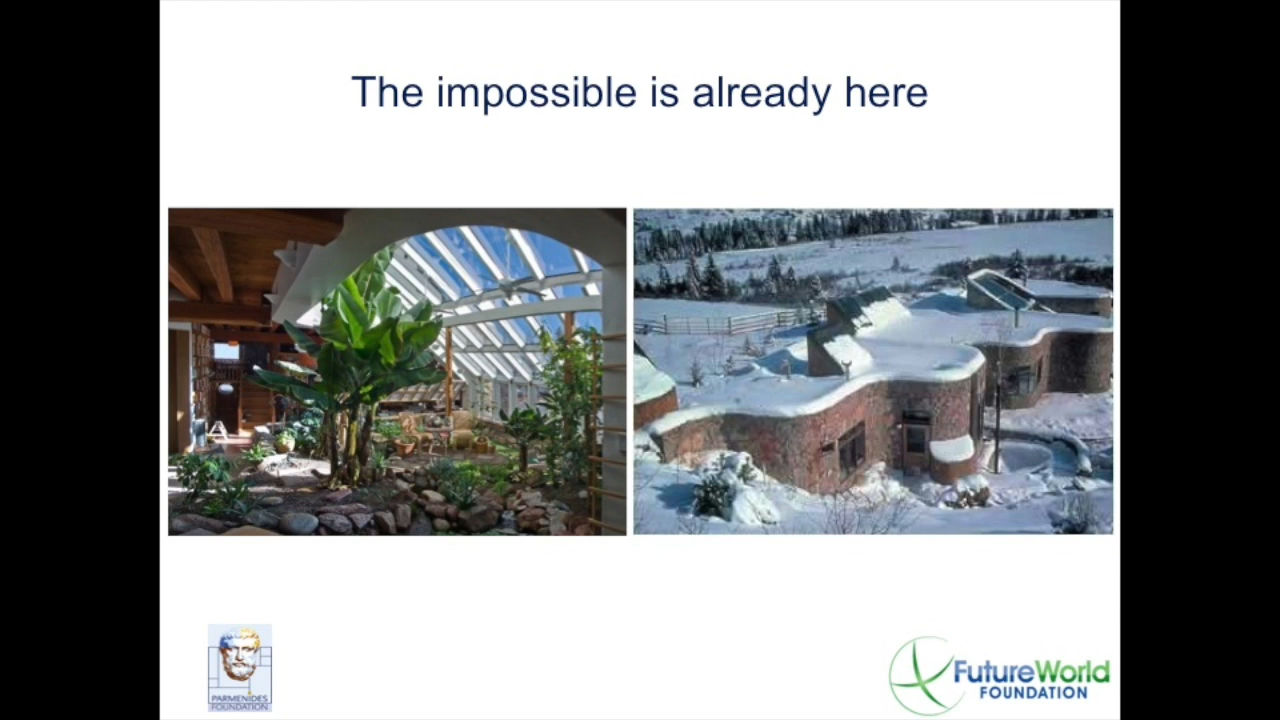 The impossible is already here
PARMENIDES
FOUNDATION
FutureWorld
FOUNDATION